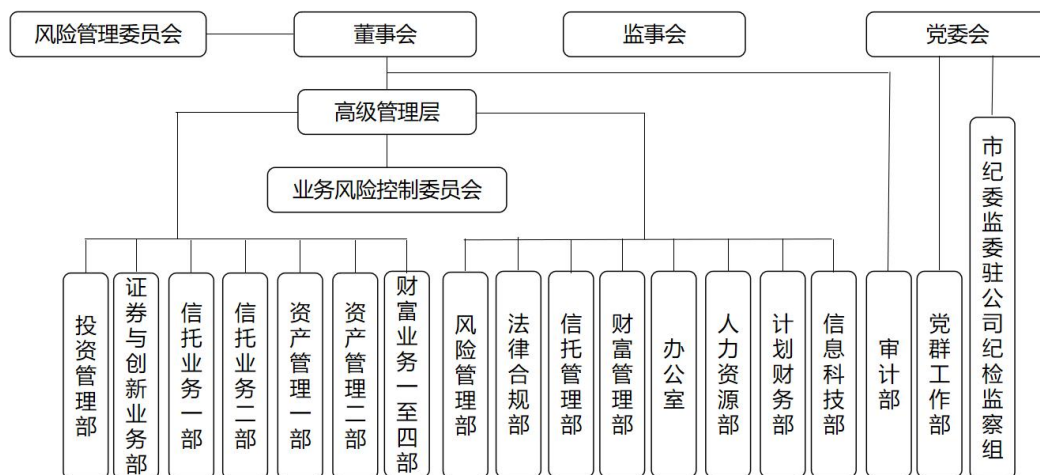 风险管理委员会
董事会
监事会
党委会
高级管理层
业务风险控制委员会
投资管理部
证券与创新业务部
信托业务一部
信托业务二部
资产管理一部
资产管理二部
财富业务一至四部
风险管理部
法律合规部
信托管理部
财富管理部
办公室
人力资源部
计划财务部
信息科技部
审计部
党群工作部
市纪委监委驻公司纪检监察组